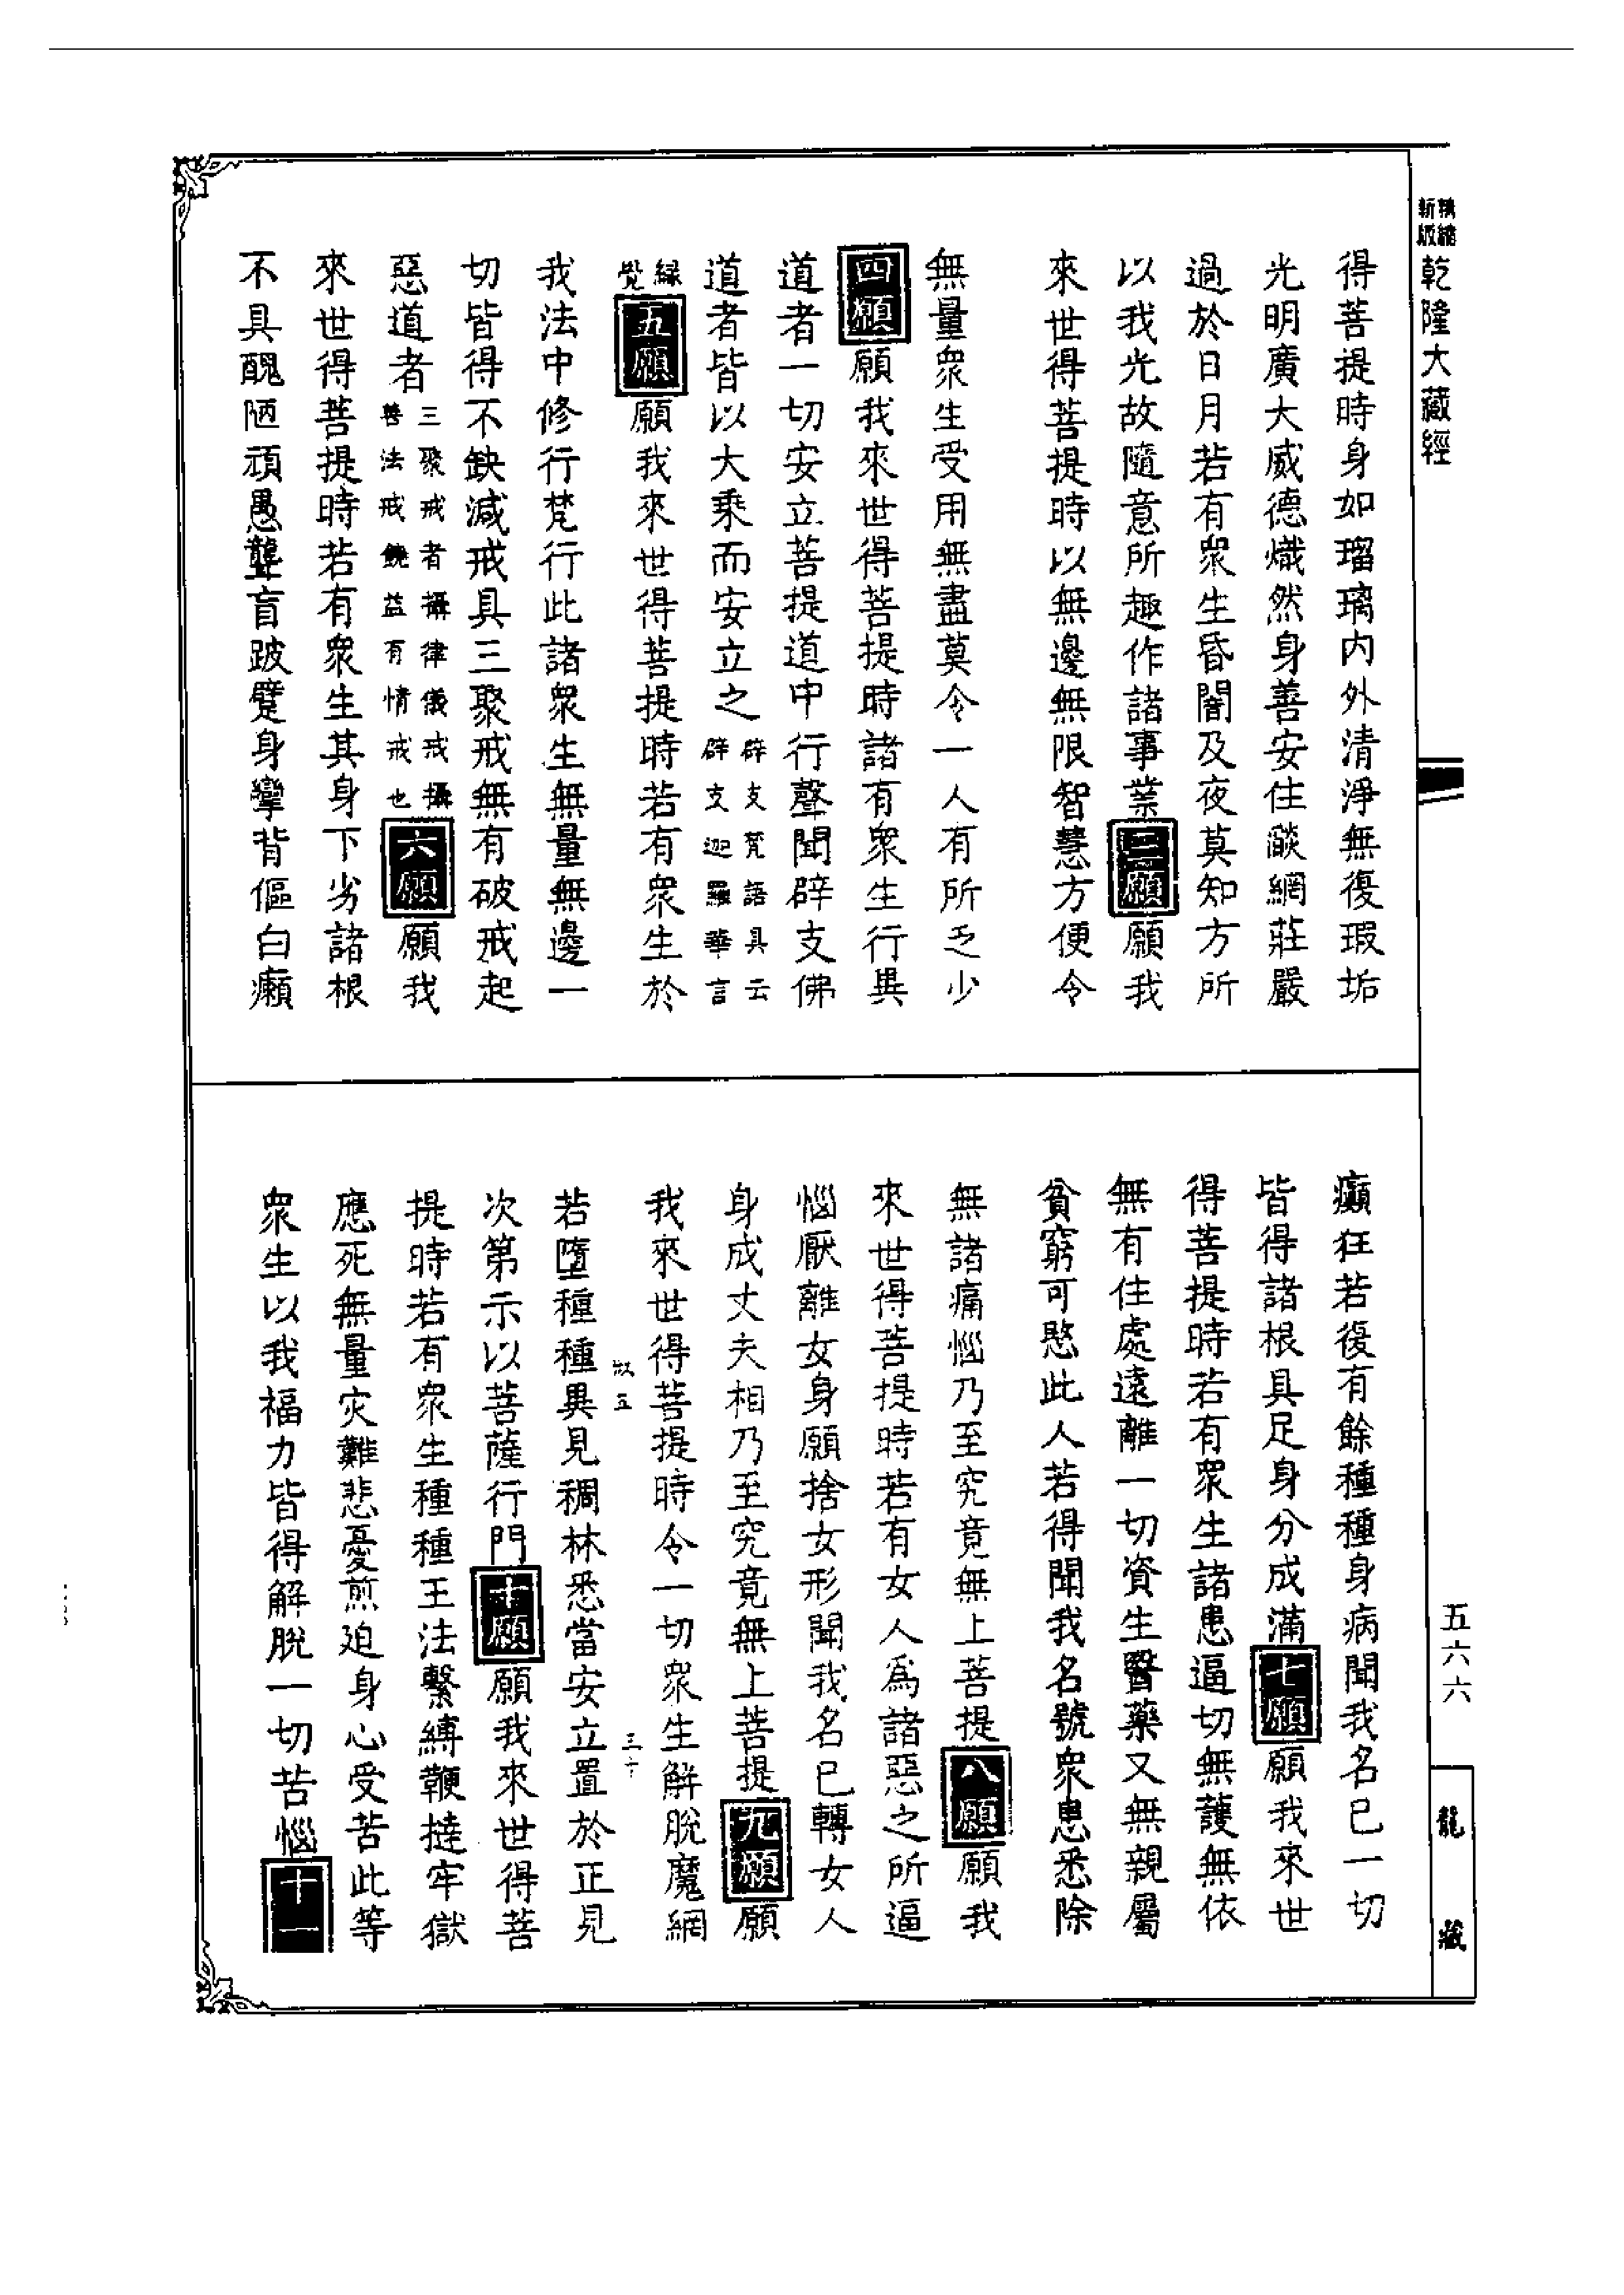 精縮
新版
乾隆大藏經
得菩提時身如瑠璃内外清淨無復瑕垢
光明廣大威德熾然身善安住燄網莊嚴
過於日月若有衆生昏闇及夜莫知方所
以我光故隨意所趣作諸事業三願願我
來世得菩提時以無邊無限智慧方便令
無量衆生受用無盡莫令一人有所乏少
四願願我來世得菩提時諸有衆生行異
道者一切安立菩提道中行聲聞辟支佛
道者皆以大乘而安立之辟支梵語具云辟支迦羅華言
緣覺五願願我來世得菩提時若有衆生於
我法中修行梵行此諸衆生無量無邊一
切皆得不缺減戒具三聚戒無有破戒起
惡道者三聚戒者攝律儀戒攝善法戒饒益有情戒也六願願我
來世得菩提時若有衆生其身下劣諸根
不具醜陋頑愚聾盲跛躄身攣背傴白癩
癲狂若復有餘種種身病聞我名已一切
皆得諸根具足身分成滿七願願我來世
得菩提時若有衆生諸患逼切無護無依
無有住處遠離一切資生醫藥又無親屬
貧窮可愍此人若得聞我名號衆患悉除
無諸痛惱乃至究竟無上菩提八願願我
來世得菩提時若有女人爲諸惡之所逼
惱厭離女身願捨女形聞我名已轉女人
身成丈夫相乃至究竟無上菩提九願願
我來世得菩提時令一切衆生解脫魔網
若墮種種異見稠林悉當安立置於正見
次第示以菩薩行門十願願我來世得菩
提時若有衆生種種王法繫縛鞭撻牢獄
應死無量灾難悲憂煎迫身心受苦此等
衆生以我福力皆得解脫一切苦惱十一
五六六
龍藏